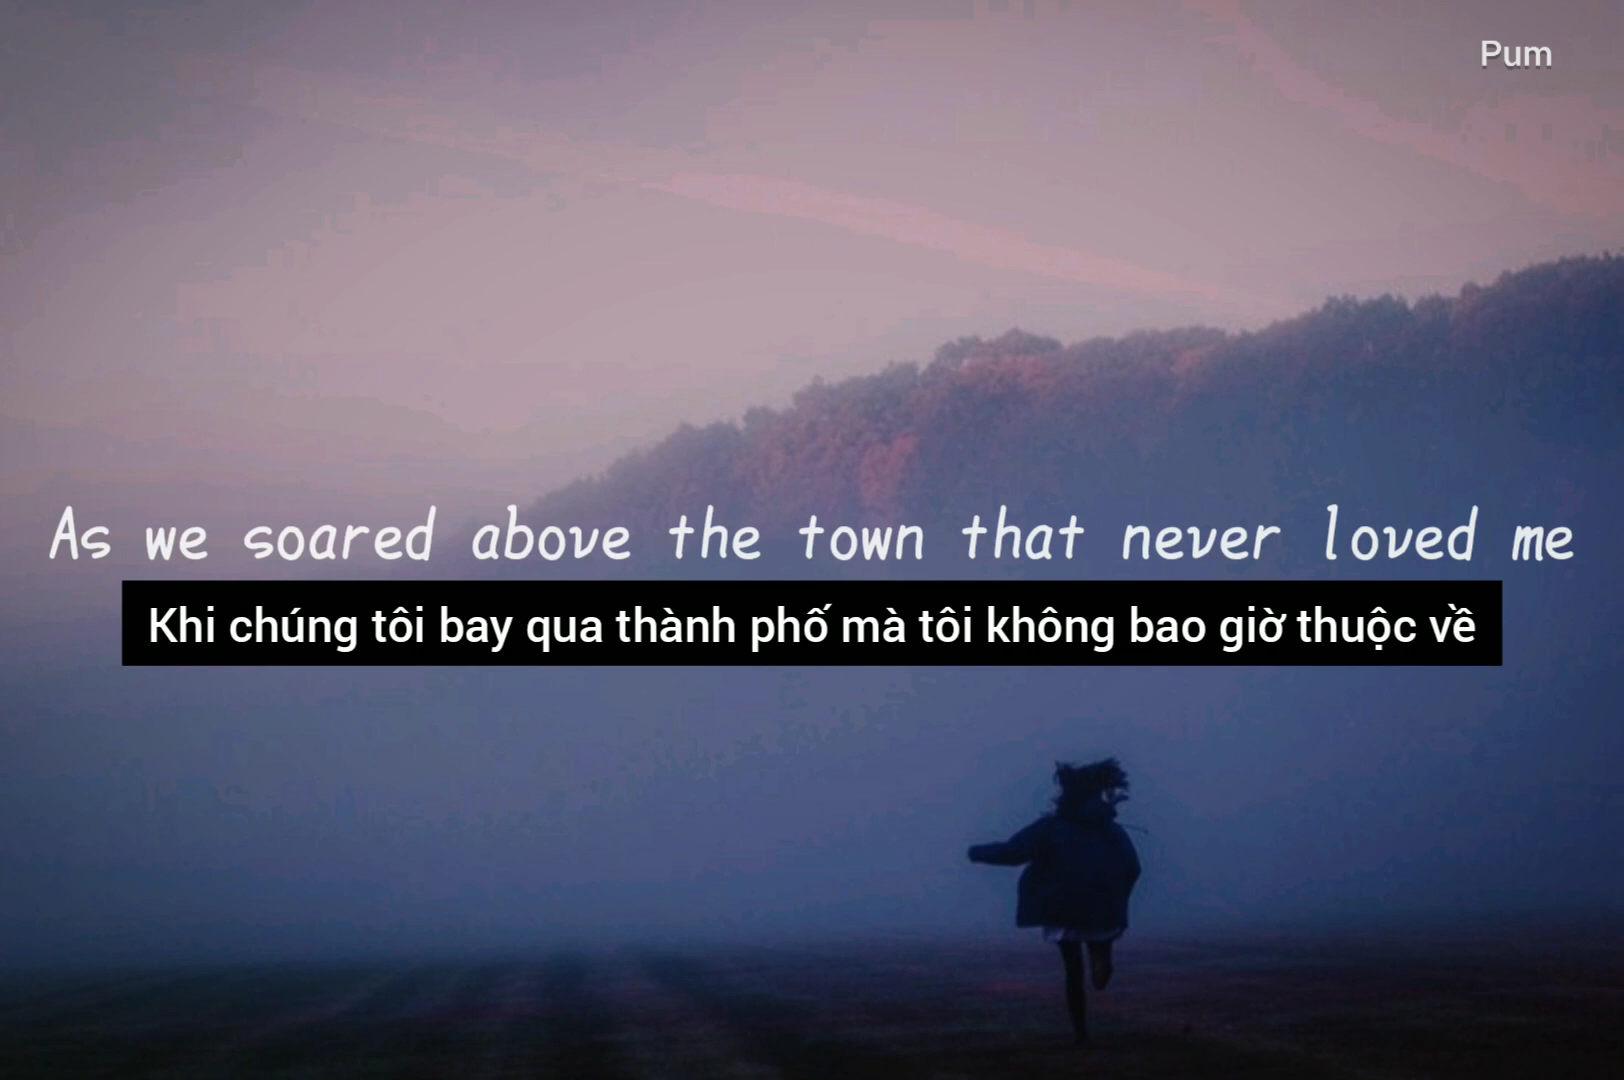 Pum
As we soared above the town that never loved me
Khi chúng tôi bay qua thành phố mà tôi không bao giờ thuộc về